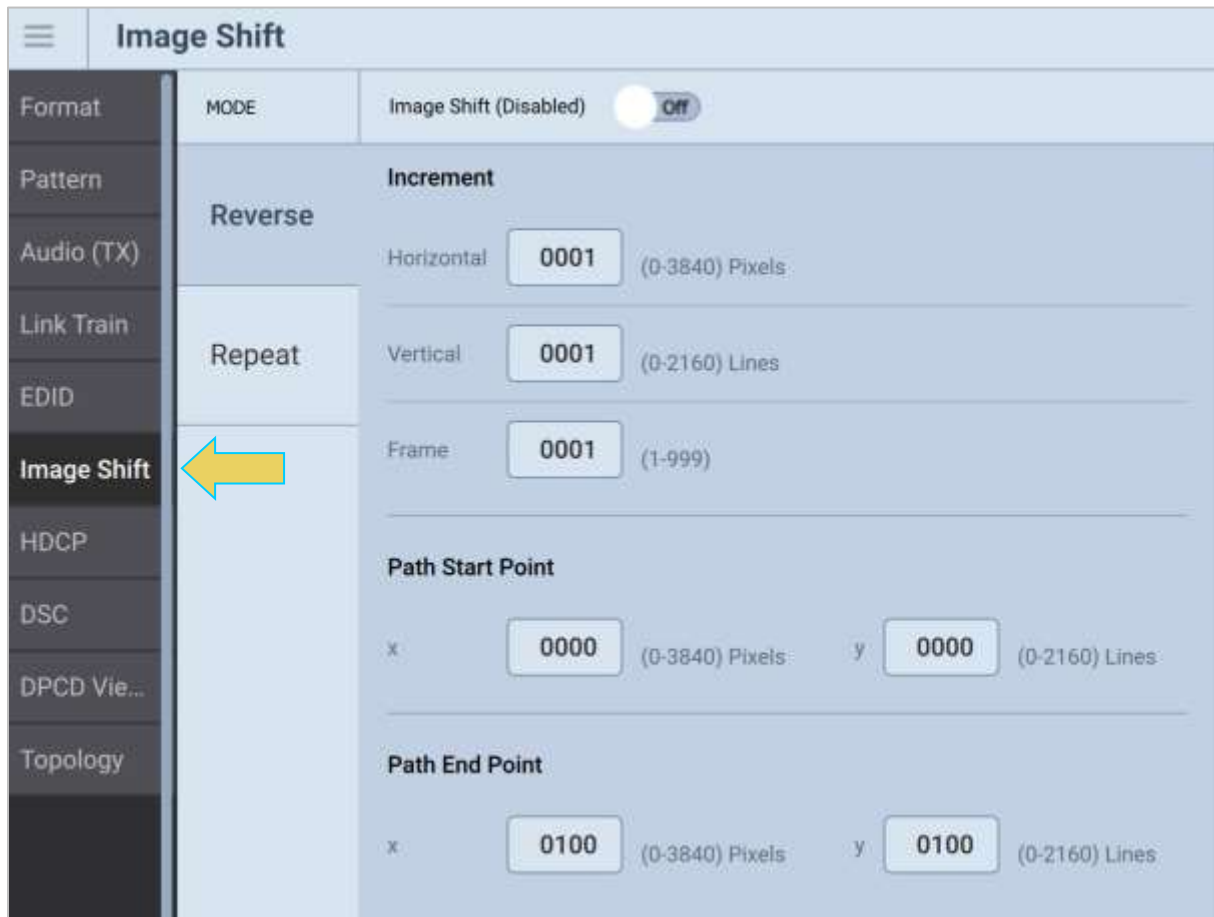 Image Shift
Format
Pattern
Audio (TX)
Link Train
EDID
Image Shift
HDCP
DSC
DPCD Vie...
Topology
MODE
Reverse
Repeat
Image Shift (Disabled) Off
Increment
Horizontal 0001 (0-3840) Pixels
Vertical 0001 (0-2160) Lines
Frame 0001 (1-999)
Path Start Point
x 0000 (0-3840) Pixels y 0000 (0-2160) Lines
Path End Point
x 0100 (0-3840) Pixels y 0100 (0-2160) Lines